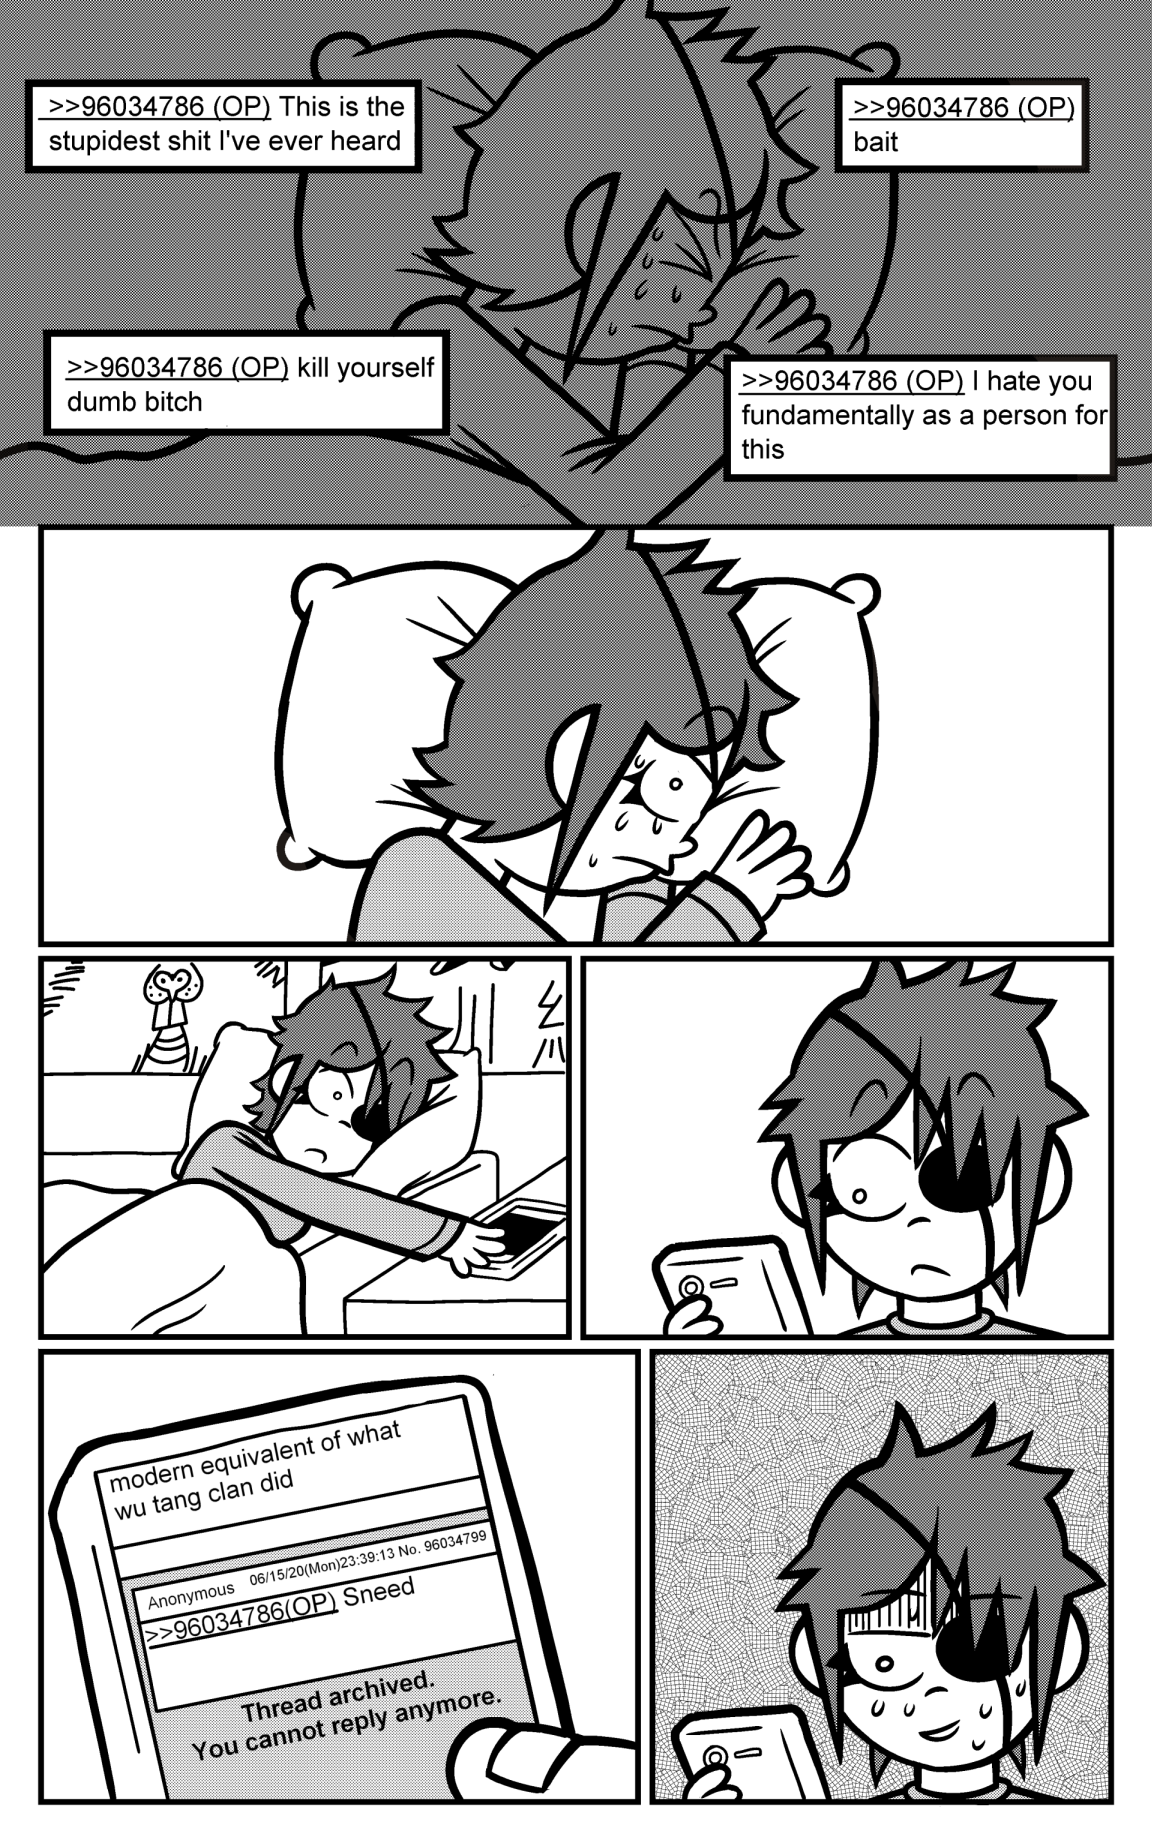 >>96034786 (OP) This is the
stupidest shit I've ever heard
>>96034786 (OP)
bait
>>96034786 (OP) kill yourself
dumb bitch
>>96034786 (OP) I hate you
fundamentally as a person for
this
modern equivalent of what
wu tang clan did
Anonymous 06/15/20(Mon)23:39:13 No. 96034799
>>96034786(OP) Sneed
Thread archived.
You cannot reply anymore.